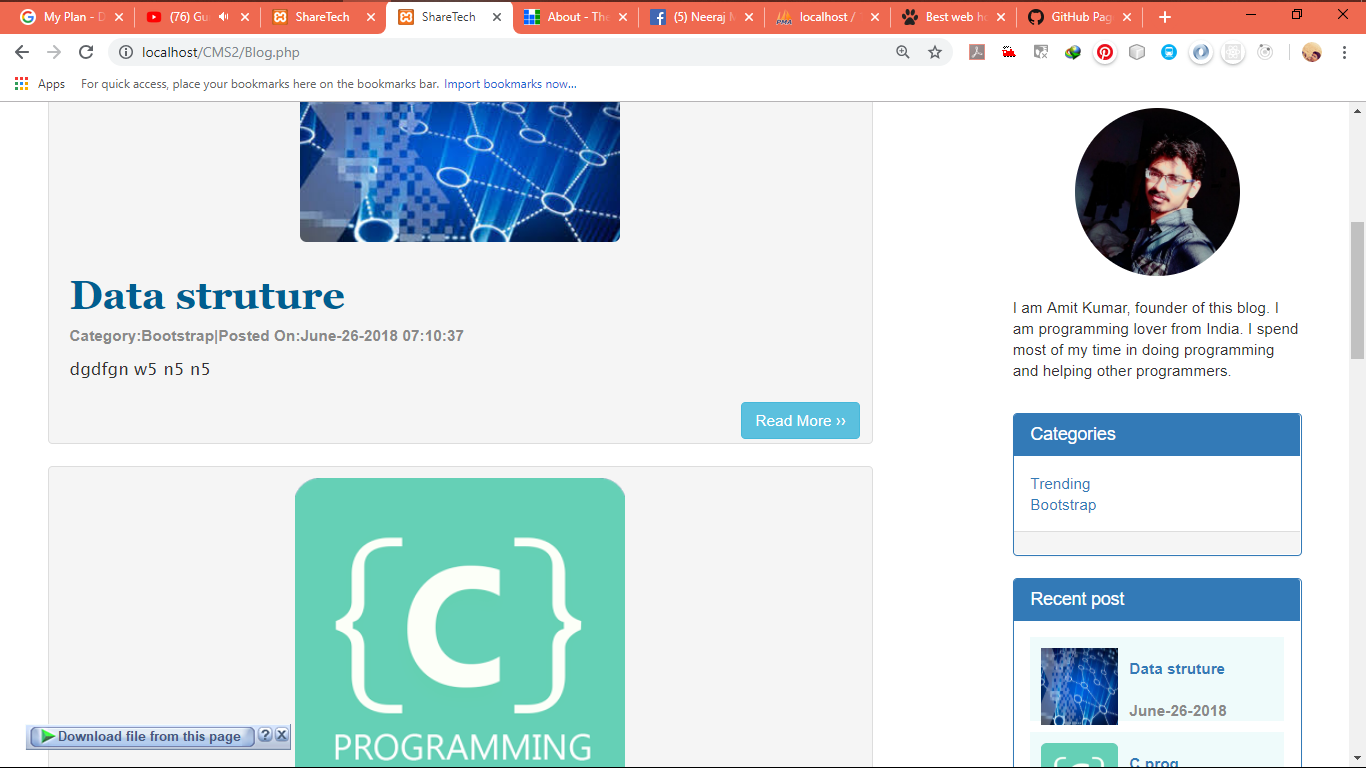 My Plan - D
(76) Gu
ShareTech
ShareTech
About - The
(5) Neeraj M
localhost /
Best web ho
GitHub Pag
localhost/CMS2/Blog.php
Apps
For quick access, place your bookmarks here on the bookmarks bar. Import bookmarks now...
Data struture
Category:Bootstrap|Posted On:June-26-2018 07:10:37
dgdfgn w5 n5 n5
Read More ››
{C}
PROGRAMMING
Download file from this page ? X
I am Amit Kumar, founder of this blog. I
am programming lover from India. I spend
most of my time in doing programming
and helping other programmers.
Categories
Trending
Bootstrap
Recent post
Data struture
June-26-2018
C prog